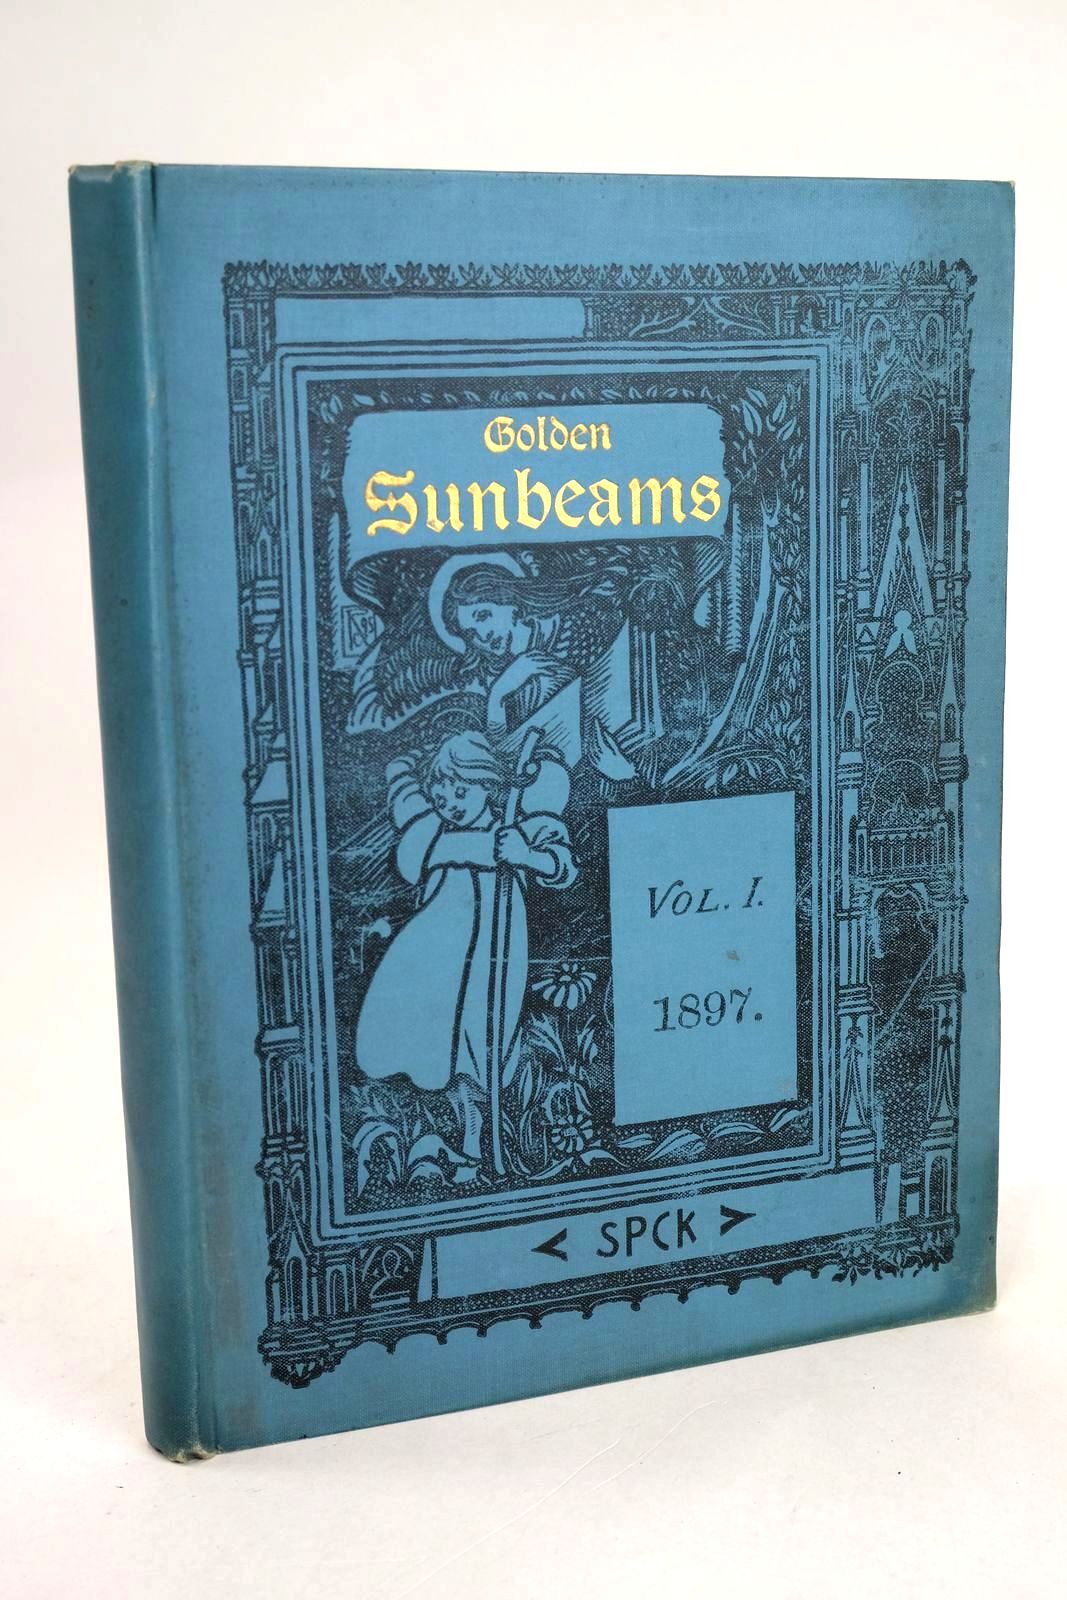 Golden
Sunbeams
VOL. I.
1897.
< SPCK >